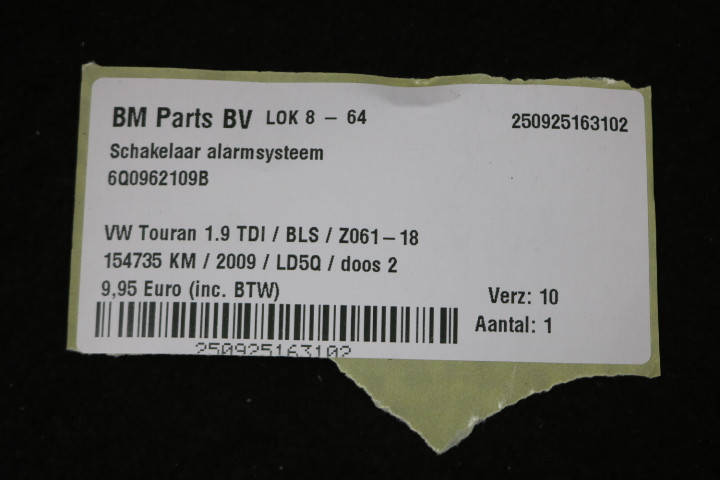 BM Parts BV LOK 8 – 64 250925163102
Schakelaar alarmsysteem
6Q0962109B
VW Touran 1.9 TDI / BLS / Z061–18
154735 KM / 2009 / LD5Q / doos 2
9,95 Euro (inc. BTW) Verz: 10
Aantal: 1
250925163102